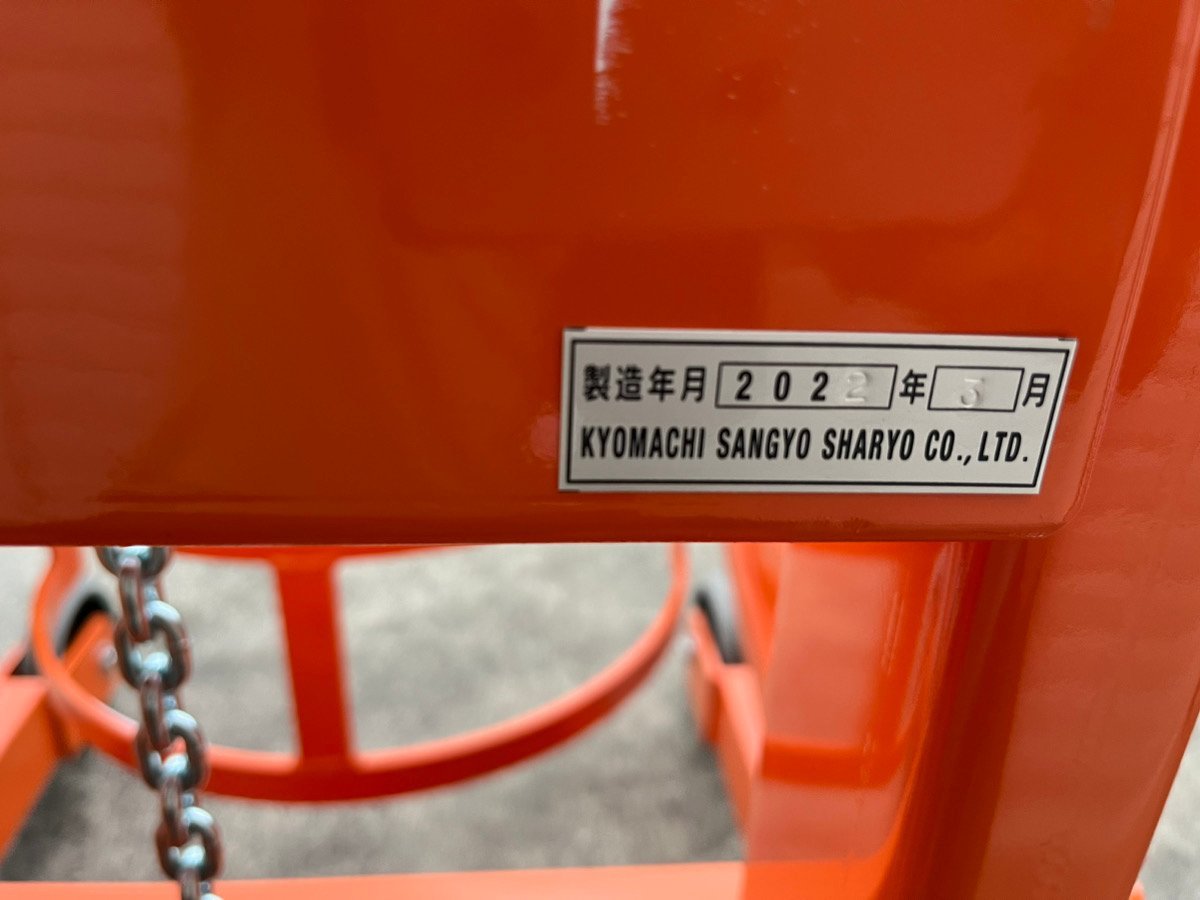 製造年月 2022 年 3 月
KYOMACHI SANGYO SHARYO CO., LTD.